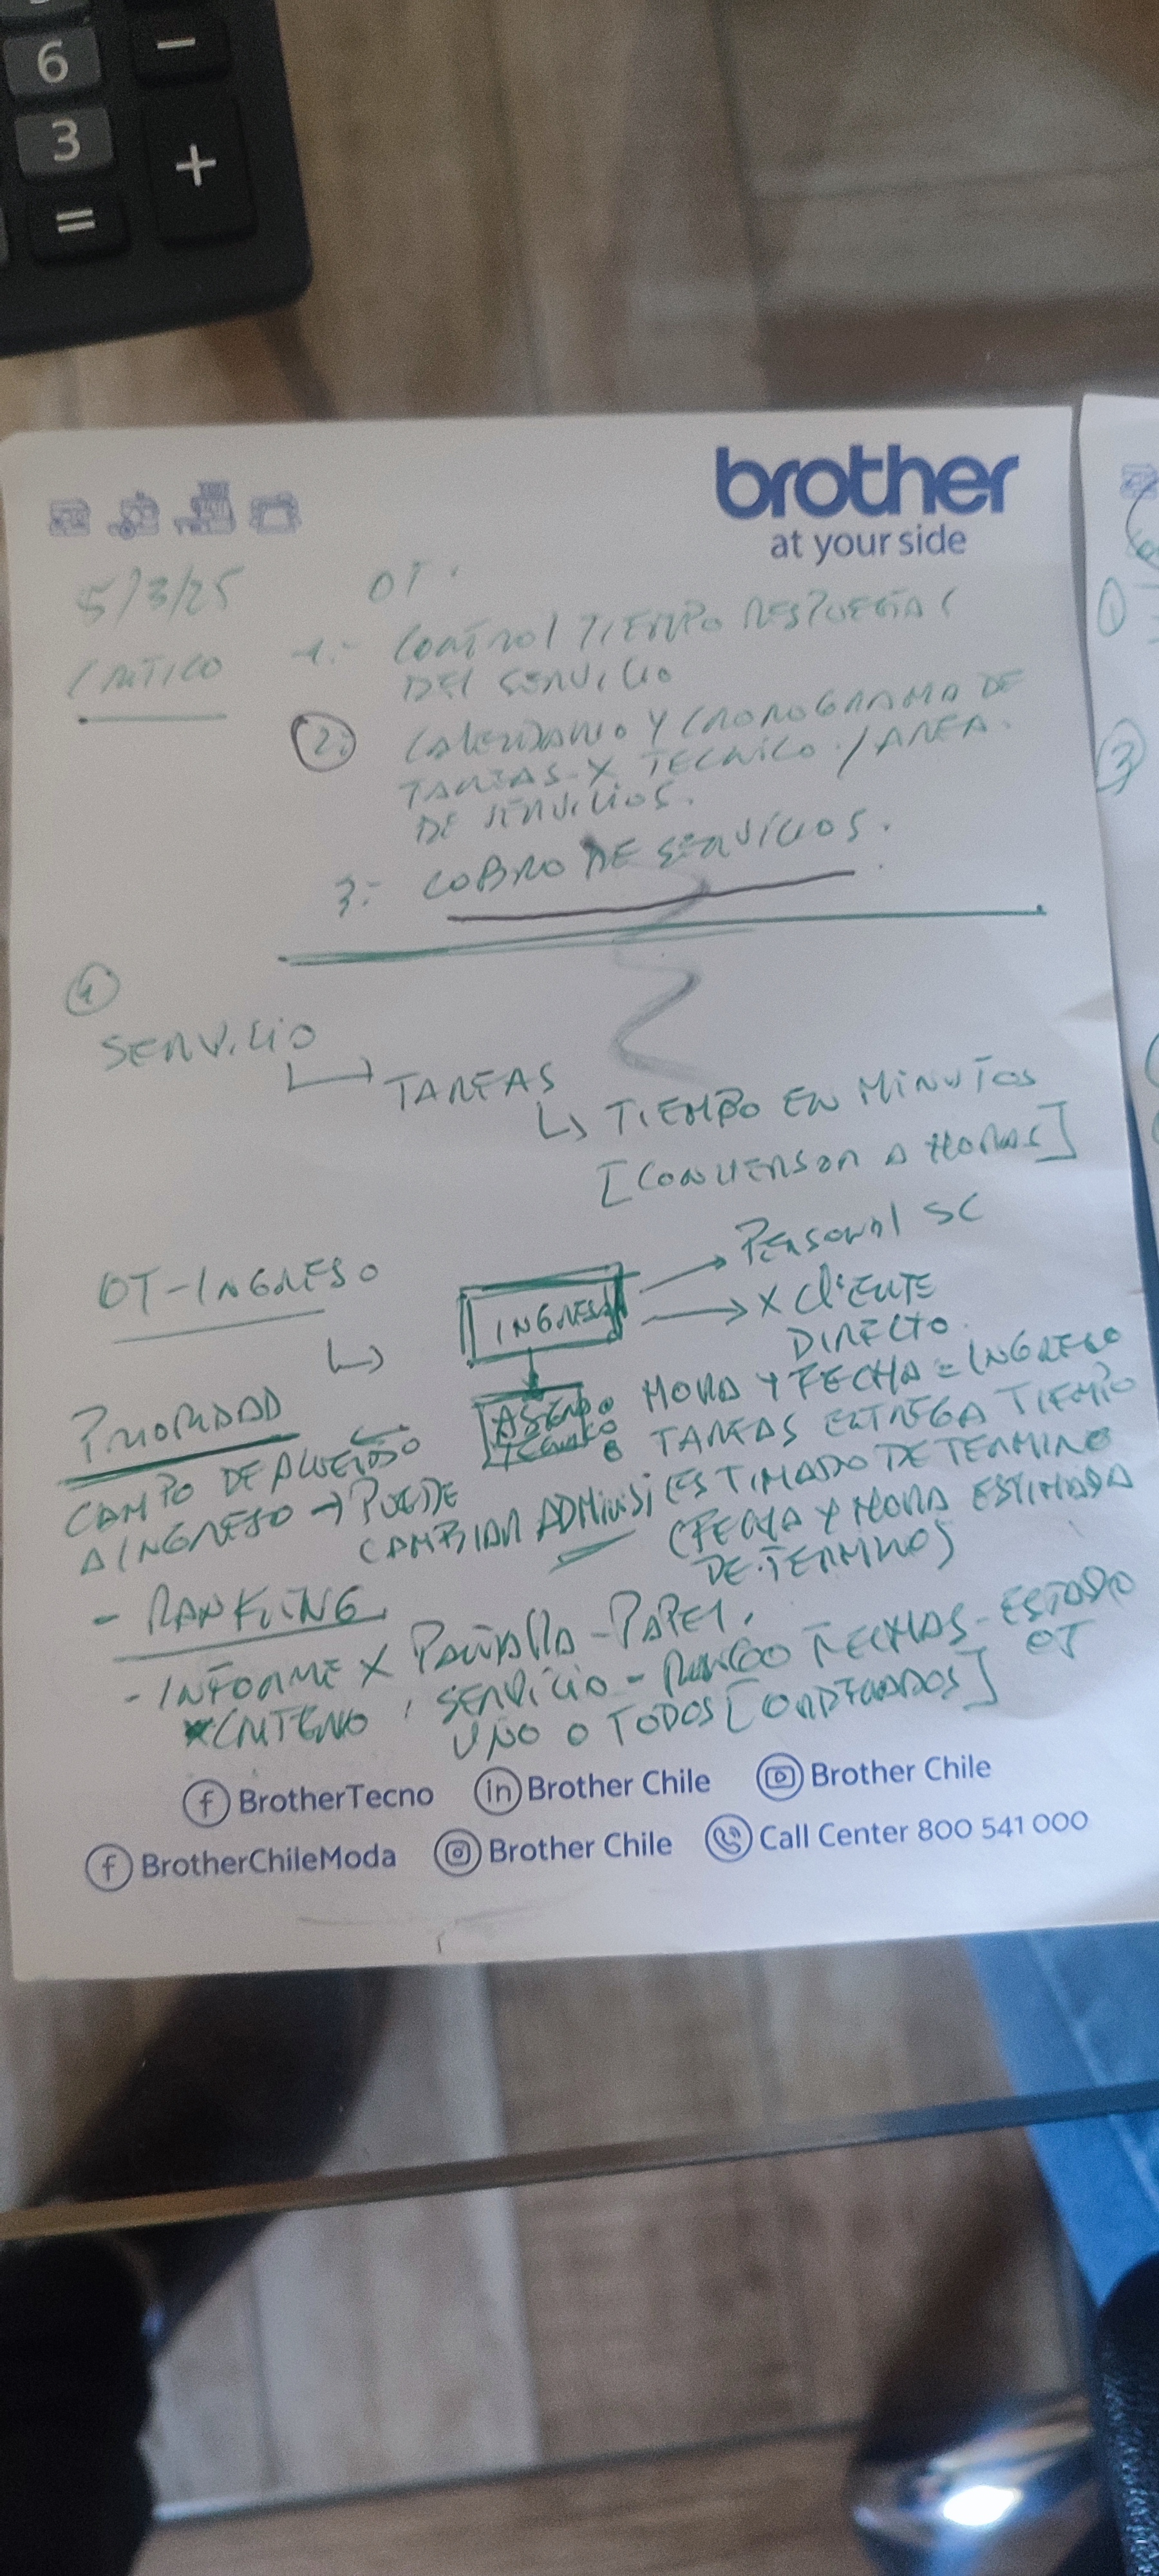 6
-
3
+
=
brother
at your side
5/3/25
OT.
CRITICO
1.- CONTROL TIEMPO RESPUESTAS
DEL SERVICIO
2: CALENDARIO Y CRONOGRAMA DE
TAREAS X TECNICO / AREA.
DE SERVICIOS.
3:- COBRO DE SERVICIOS.
1
3
SERVICIO
TAREAS
TIEMPO EN MINUTOS
[CONVERSOR A HORAS]
OT-INGRESO
INGRESO
PERSONAL SC
X CLIENTE
DIRECTO.
PRIORIDAD
HORA Y FECHA = INGRESO
TECNICO
TAREAS ENTREGA TIEMPO
CAMPO DE ACUERDO
A INGRESO → PUEDE
CAMBIAR ADMINIS
ESTIMADO DE TERMINO
(FECHA Y HORA ESTIMADA
DE TERMINO)
- RANKING
- INFORME X PANTALLA - PAPEL.
X CRITERIO, SERVICIO - RANGO FECHAS - ESTADO
OT
UNO O TODOS [ORDENADOS]
BrotherTecno
Brother Chile
Brother Chile
BrotherChileModa
Brother Chile
Call Center 800 541 000